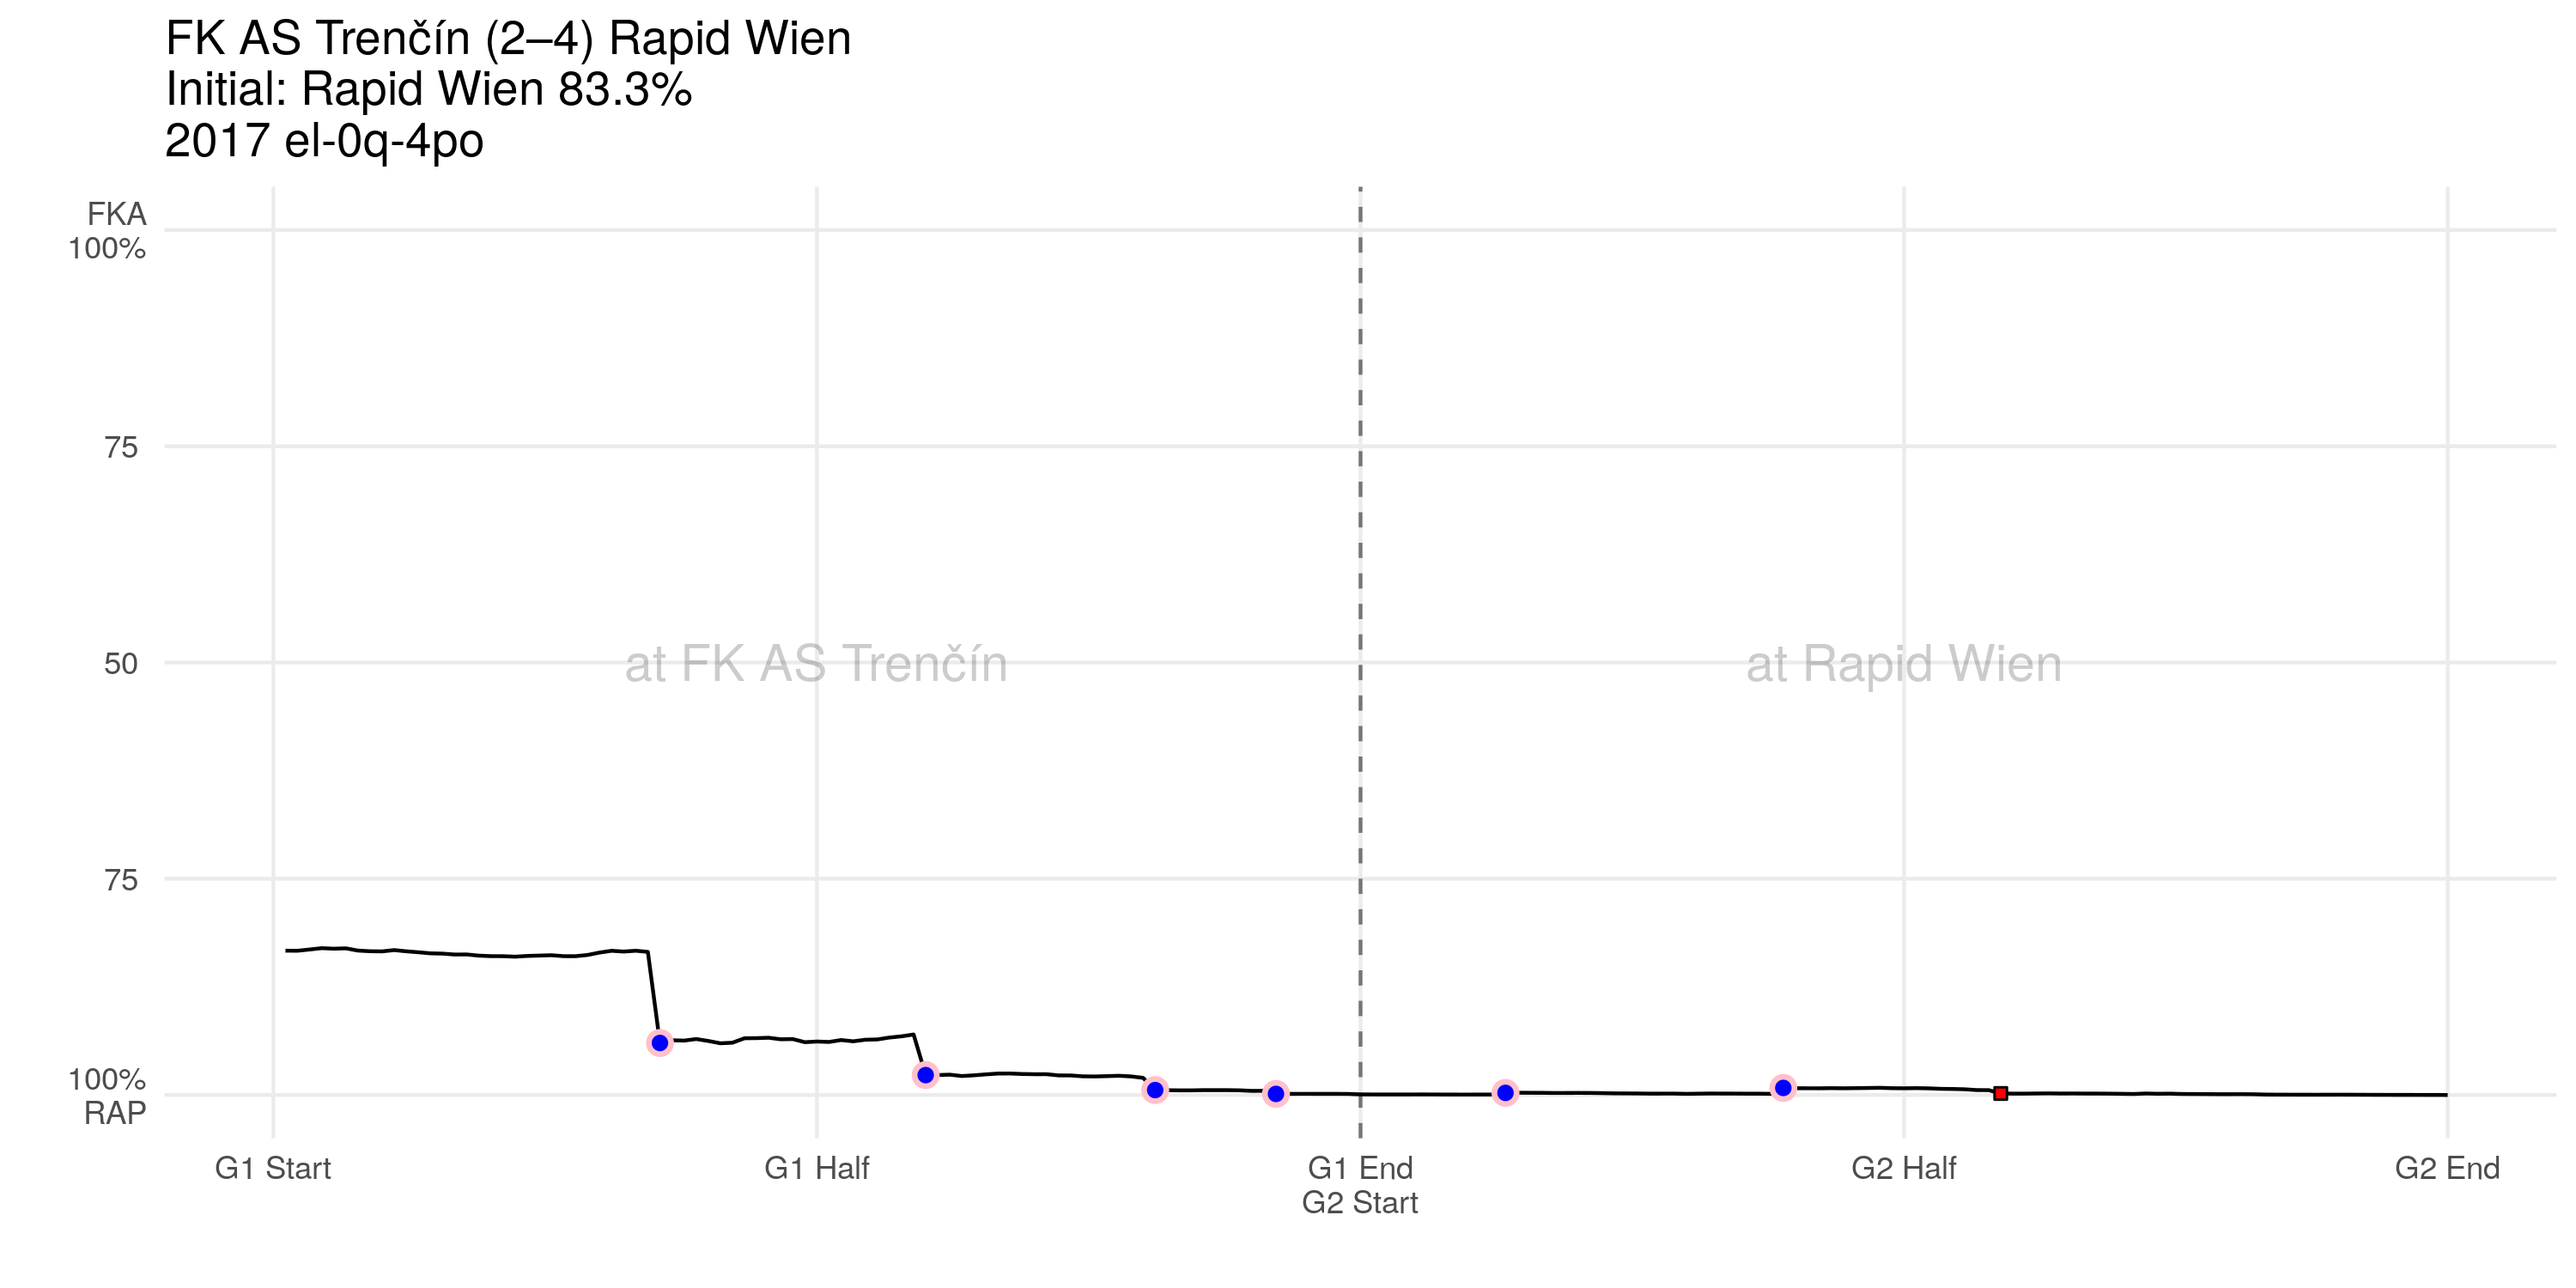 FK AS Trenčín (2–4) Rapid Wien
Initial: Rapid Wien 83.3%
2017 el-0q-4po
FKA
100%
75
50
75
100%
RAP
at FK AS Trenčín
at Rapid Wien
G1 Start
G1 Half
G1 End
G2 Start
G2 Half
G2 End